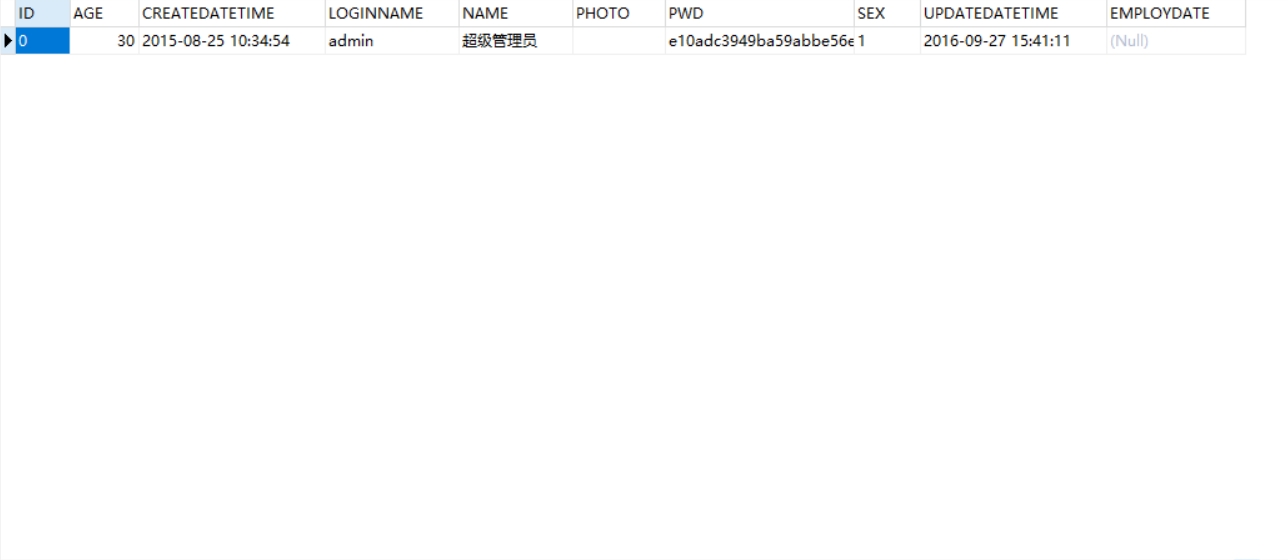 ID AGE CREATEDATETIME LOGINNAME NAME PHOTO PWD SEX UPDATEDATETIME EMPLOYDATE
0 30 2015-08-25 10:34:54 admin 超级管理员 e10adc3949ba59abbe56e 1 2016-09-27 15:41:11 (Null)